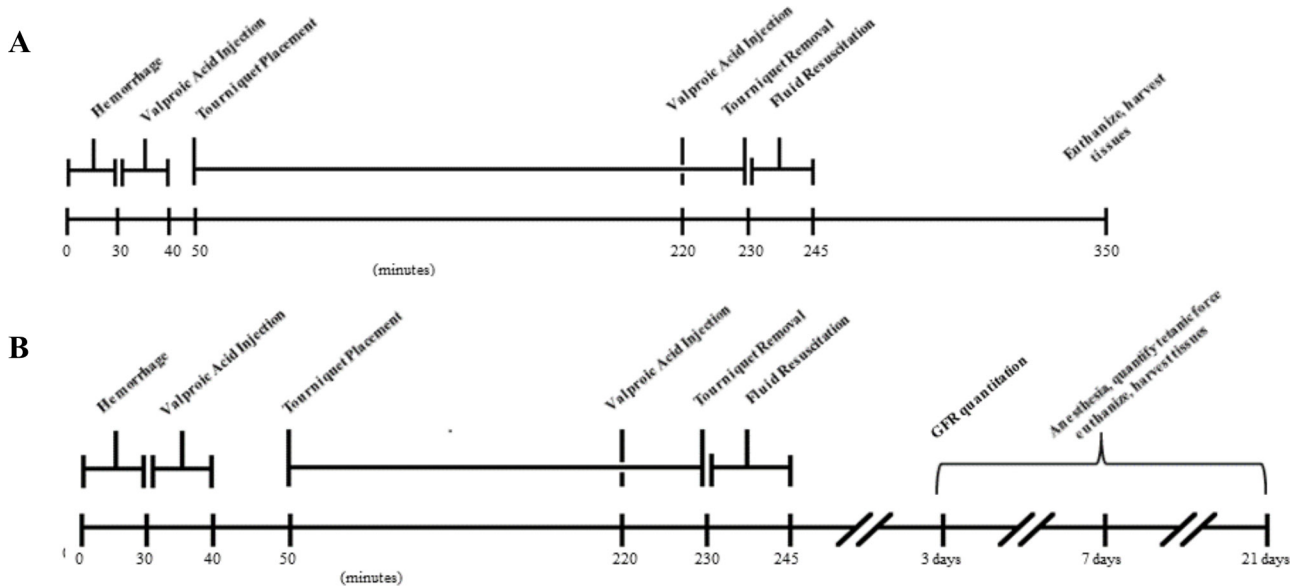 A
Hemorrhage
Valproic Acid Injection
Tourniquet Placement
Valproic Acid Injection
Tourniquet Removal
Fluid Resuscitation
Euthanize, harvest
tissues
0 30 40 50 220 230 245 350
(minutes)
B
Hemorrhage
Valproic Acid Injection
Tourniquet Placement
Valproic Acid Injection
Tourniquet Removal
Fluid Resuscitation
GFR quantitation
Anesthesia, quantify tetanic force
euthanize, harvest tissues
( 0 30 40 50 220 230 245 3 days 7 days 21 days
(minutes)